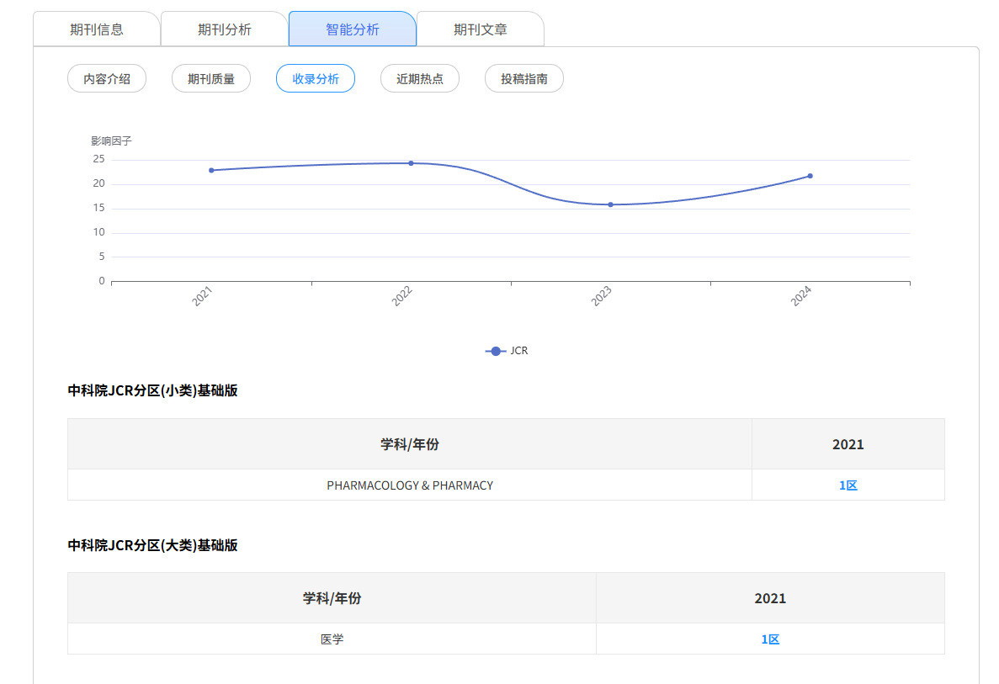 期刊信息 期刊分析 智能分析 期刊文章
内容介绍 期刊质量 收录分析 近期热点 投稿指南
影响因子
25
20
15
10
5
0
2021 2022 2023 2024
JCR
中科院JCR分区(小类)基础版
学科/年份 2021
PHARMACOLOGY & PHARMACY 1区
中科院JCR分区(大类)基础版
学科/年份 2021
医学 1区